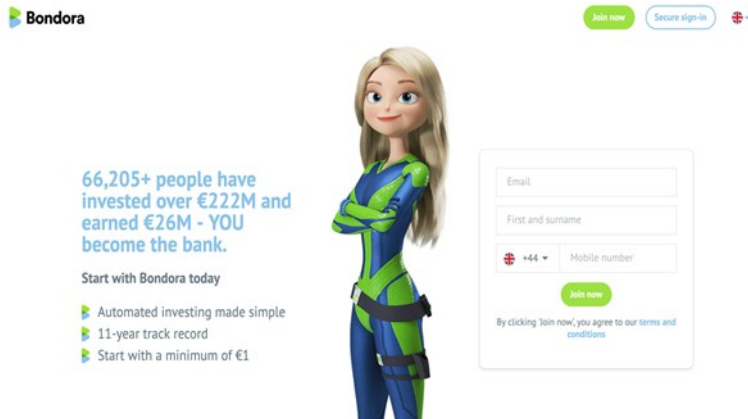 Bondora
Join now
Secure sign-in
66,205+ people have
invested over €222M and
earned €26M - YOU
become the bank.
Start with Bondora today
Automated investing made simple
11-year track record
Start with a minimum of €1
Email
First and surname
+44
Mobile number
Join now
By clicking 'Join now', you agree to our terms and
conditions